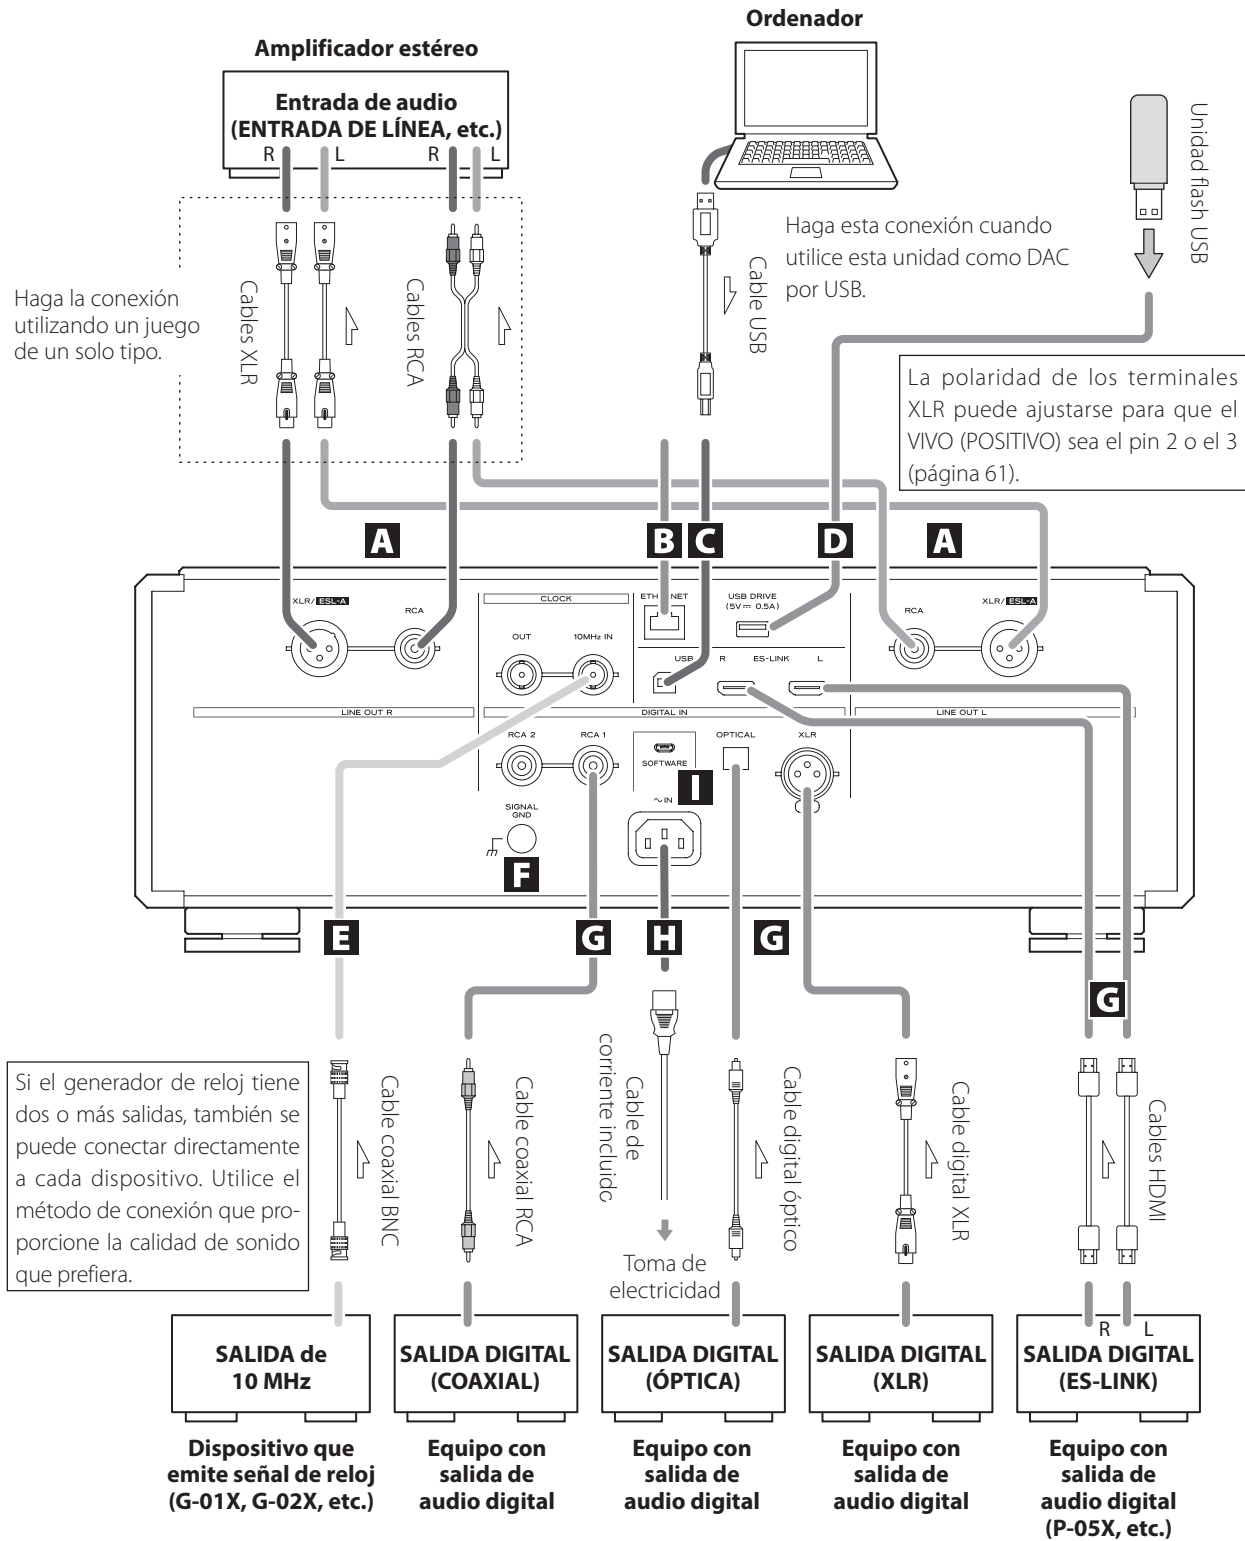 Ordenador
Amplificador estéreo
Entrada de audio
(ENTRADA DE LÍNEA, etc.)
R L R L
Unidad flash USB
Haga esta conexión cuando
utilice esta unidad como DAC
por USB.
Cable USB
Haga la conexión
utilizando un juego
de un solo tipo.
Cables XLR
Cables RCA
La polaridad de los terminales
XLR puede ajustarse para que el
VIVO (POSITIVO) sea el pin 2 o el 3
(página 61).
A B C D A
XLR/ESL-A
RCA
CLOCK
OUT
10MHz IN
ETHERNET
USB DRIVE
(5V⎓ 0.5A)
RCA
XLR/ESL-A
USB
R ES-LINK L
LINE OUT R
DIGITAL IN
LINE OUT L
RCA 2
RCA 1
SOFTWARE
OPTICAL
XLR
I
SIGNAL
GND
∼IN
F
E G H G
G
Si el generador de reloj tiene
dos o más salidas, también se
puede conectar directamente
a cada dispositivo. Utilice el
método de conexión que pro-
porcione la calidad de sonido
que prefiera.
Cable coaxial BNC
Cable coaxial RCA
Cable de
corriente incluido
Cable digital óptico
Cable digital XLR
Cables HDMI
Toma de
electricidad
R L
SALIDA de
10 MHz
SALIDA DIGITAL
(COAXIAL)
SALIDA DIGITAL
(ÓPTICA)
SALIDA DIGITAL
(XLR)
SALIDA DIGITAL
(ES-LINK)
Dispositivo que
emite señal de reloj
(G-01X, G-02X, etc.)
Equipo con
salida de
audio digital
Equipo con
salida de
audio digital
Equipo con
salida de
audio digital
Equipo con
salida de
audio digital
(P-05X, etc.)